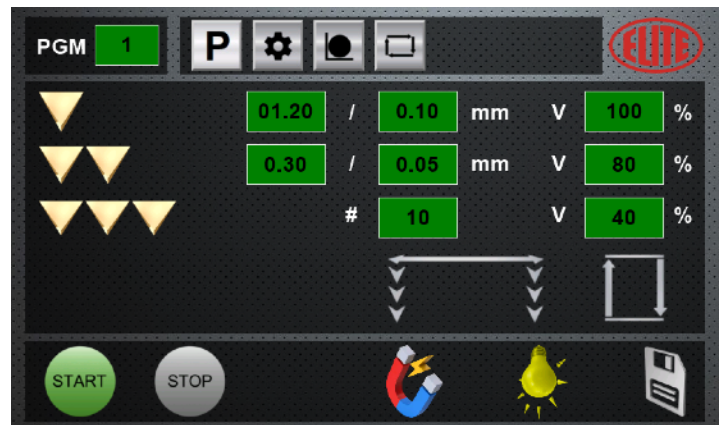 PGM 1 P ELITE
01.20 / 0.10 mm V 100 %
0.30 / 0.05 mm V 80 %
# 10 V 40 %
START STOP